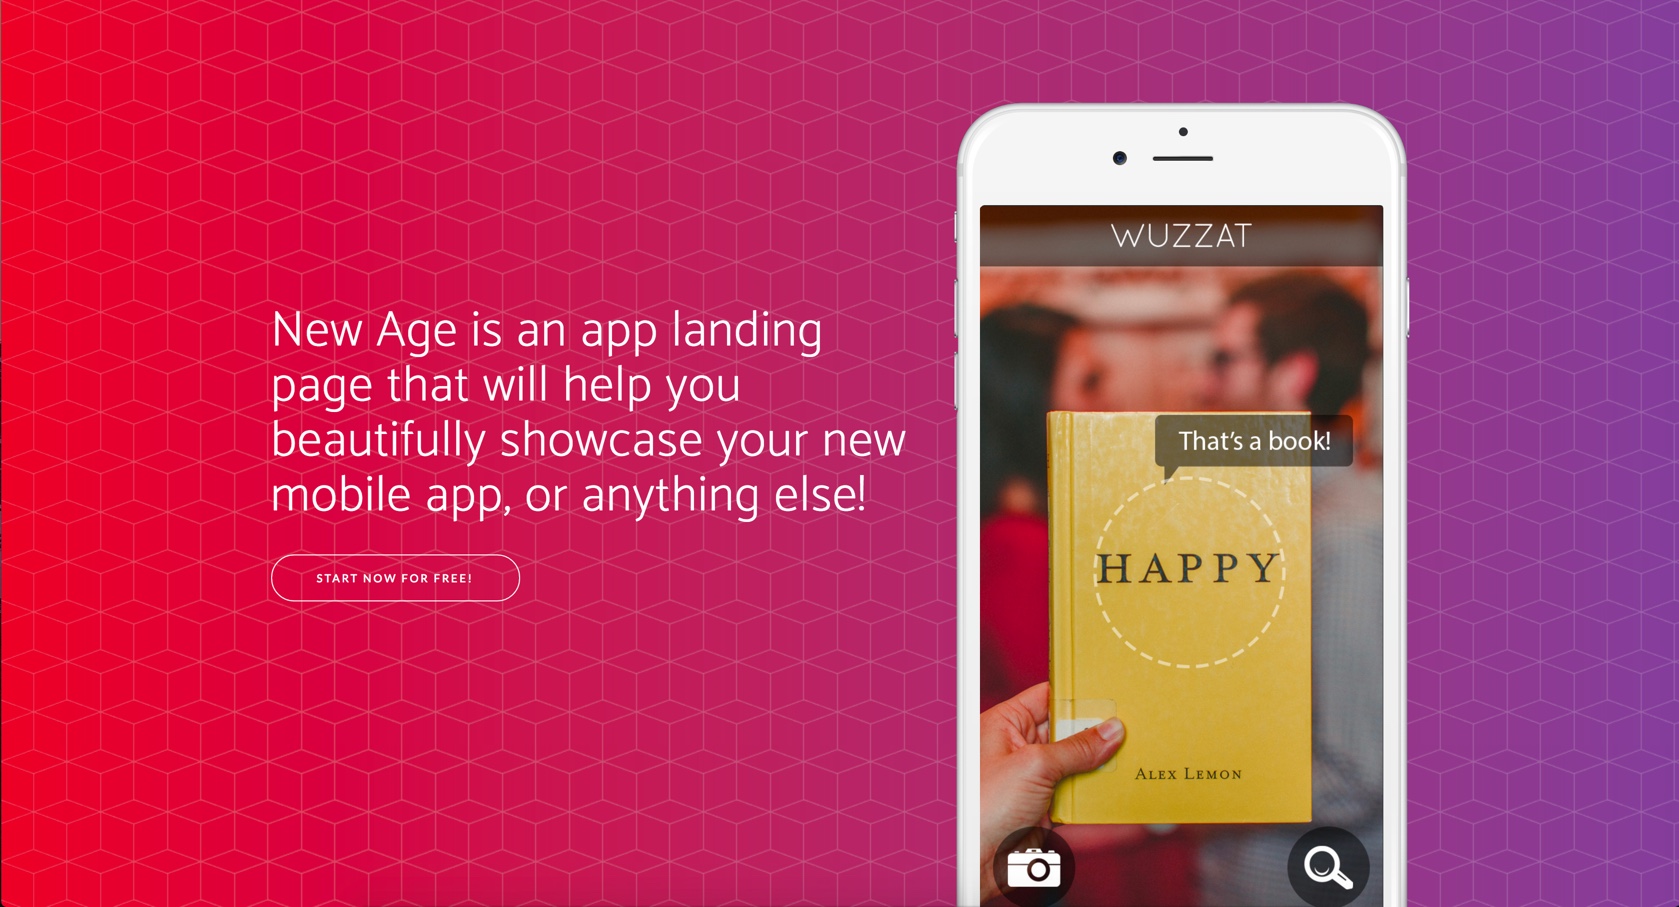 New Age is an app landing
page that will help you
beautifully showcase your new
mobile app, or anything else!
START NOW FOR FREE!
WUZZAT
That's a book!
HAPPY
ALEX LEMON